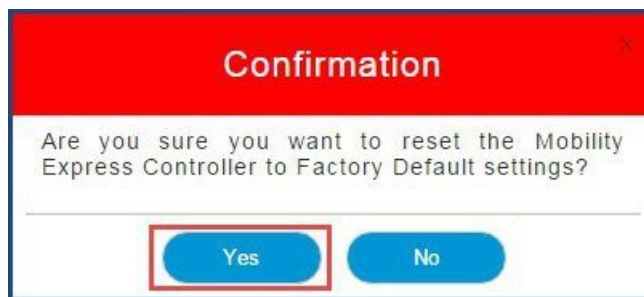 Confirmation
Are you sure you want to reset the Mobility
Express Controller to Factory Default settings?
Yes No